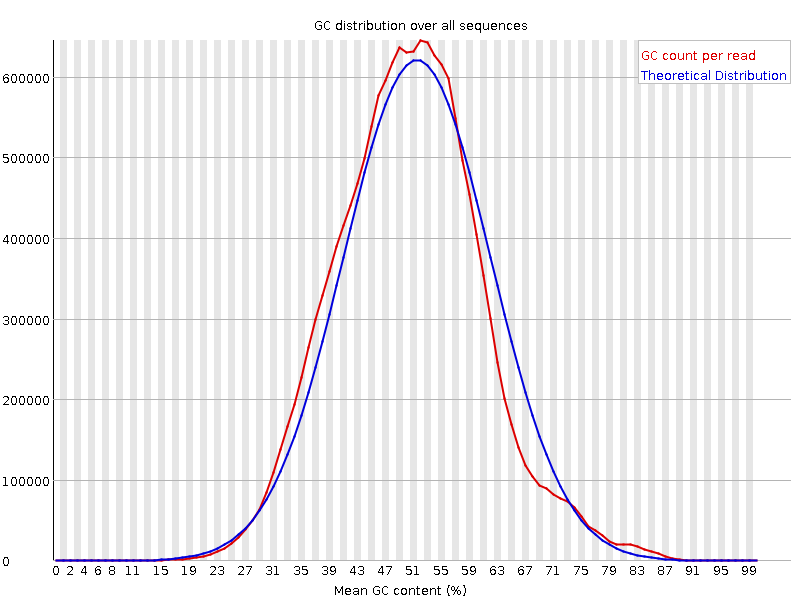 GC distribution over all sequences
GC count per read
Theoretical Distribution
600000
500000
400000
300000
200000
100000
0
0 2 4 6 8 11 15 19 23 27 31 35 39 43 47 51 55 59 63 67 71 75 79 83 87 91 95 99
Mean GC content (%)